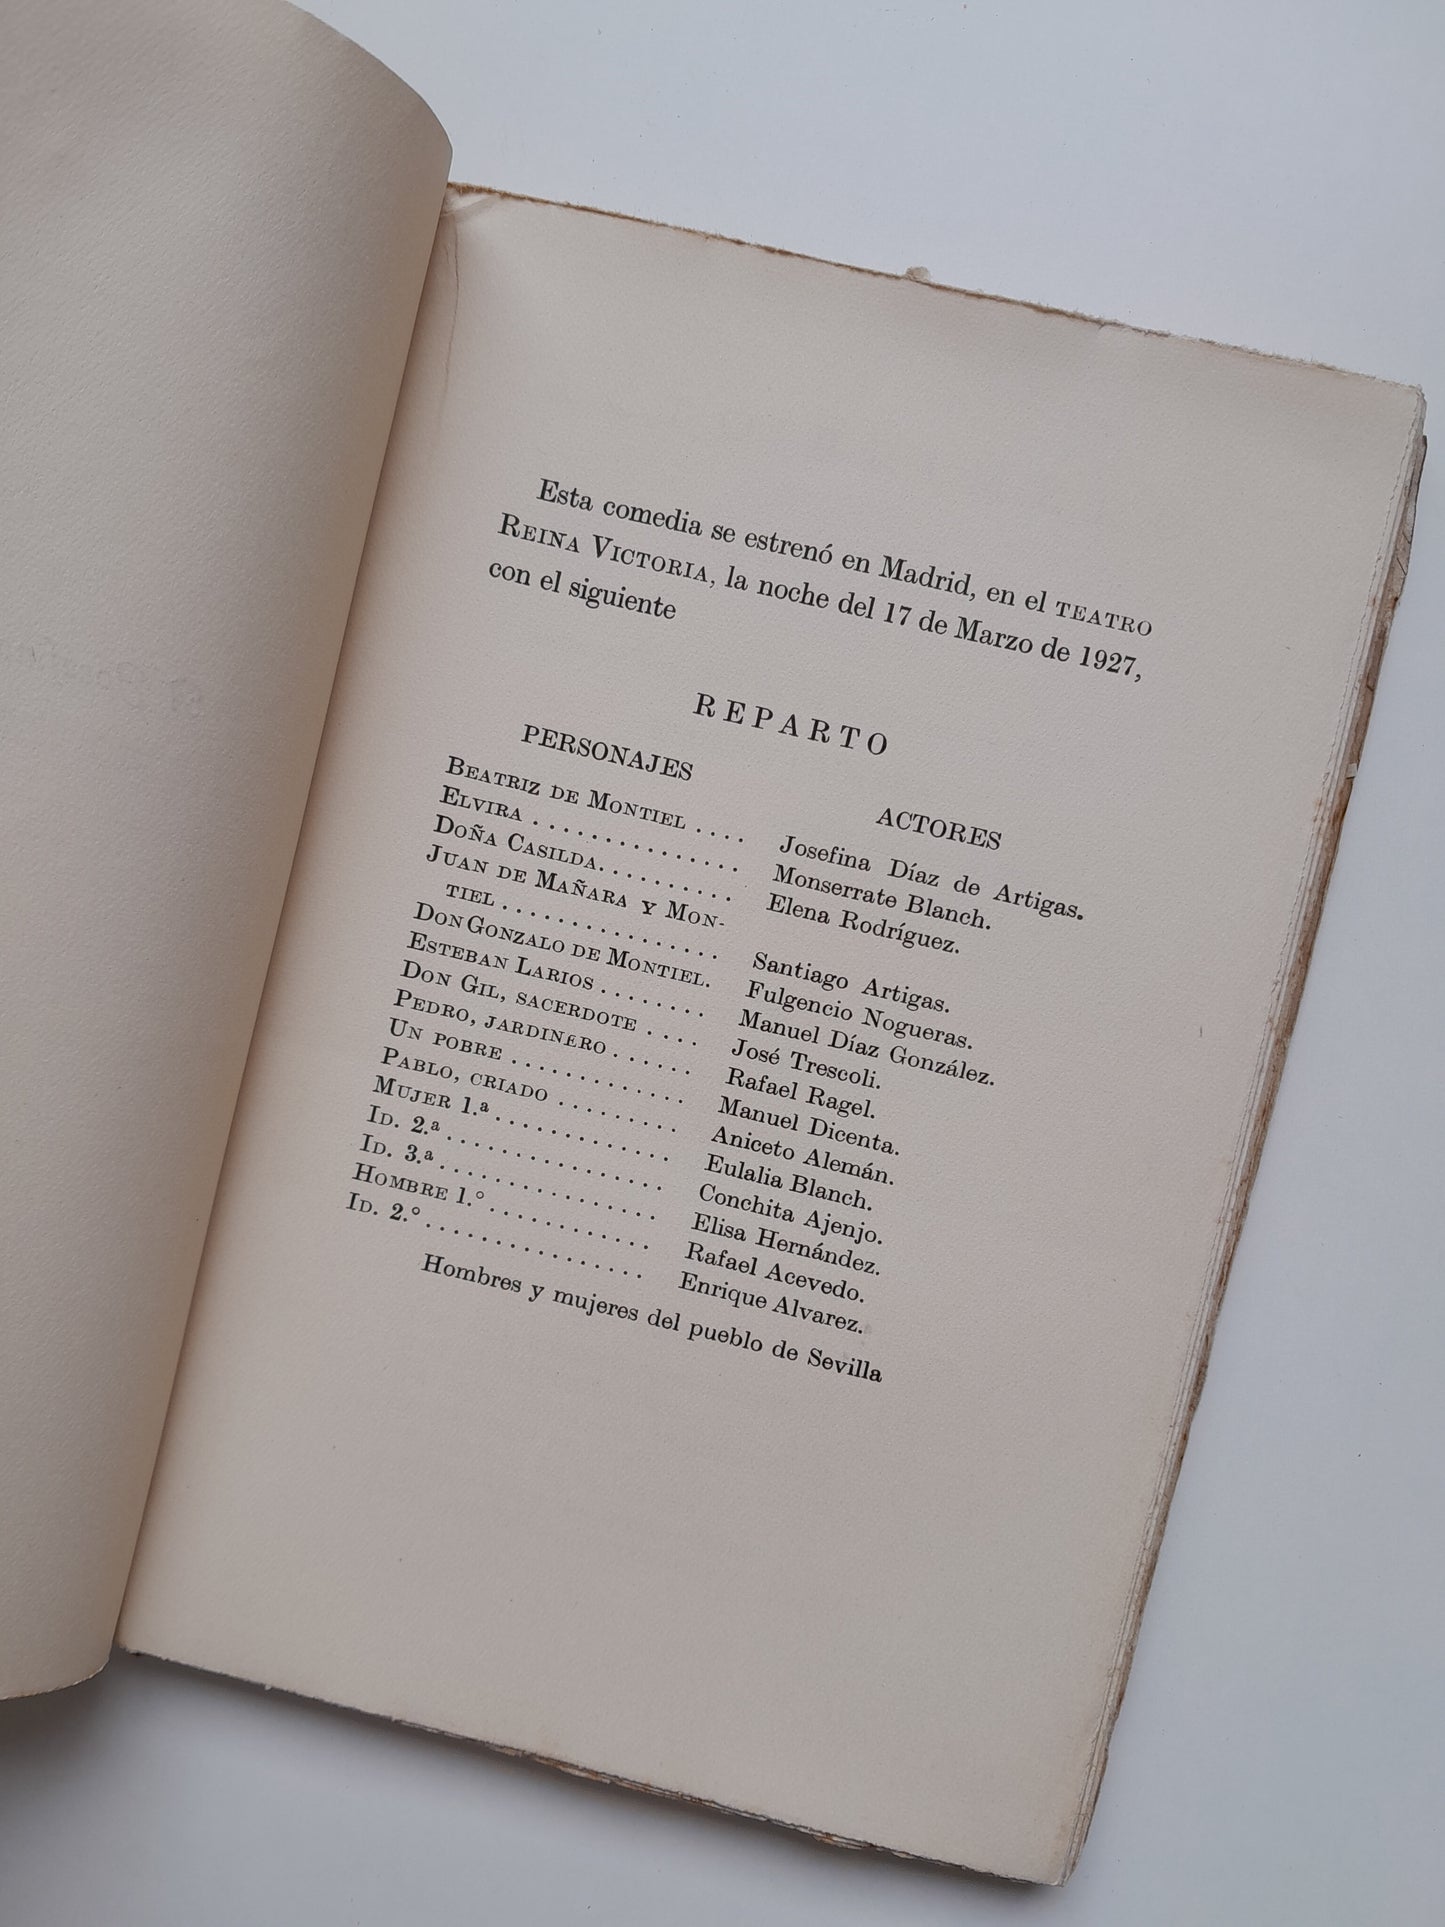 Esta comedia se estrenó en Madrid, en el TEATRO
REINA VICTORIA, la noche del 17 de Marzo de 1927,
con el siguiente
REPARTO
PERSONAJES ACTORES
BEATRIZ DE MONTIEL .... Josefina Díaz de Artigas.
ELVIRA ............... Monserrate Blanch.
DOÑA CASILDA.......... Elena Rodríguez.
JUAN DE MAÑARA Y MON-
TIEL ................ Santiago Artigas.
DON GONZALO DE MONTIEL. Fulgencio Nogueras.
ESTEBAN LARIOS ........ Manuel Díaz González.
DON GIL, SACERDOTE .... José Trescoli.
PEDRO, JARDINERO ...... Rafael Ragel.
UN POBRE ............. Manuel Dicenta.
PABLO, CRIADO ......... Aniceto Alemán.
MUJER 1.ª ............. Eulalia Blanch.
ID. 2.ª ................ Conchita Ajenjo.
ID. 3.ª ................ Elisa Hernández.
HOMBRE 1.° ............ Rafael Acevedo.
ID. 2.° ................ Enrique Alvarez.
Hombres y mujeres del pueblo de Sevilla